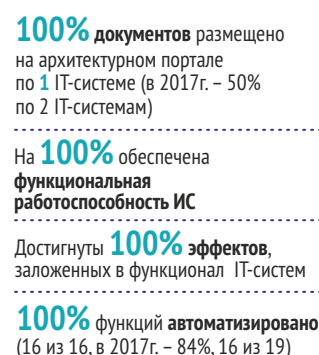 100% документов размещено
на архитектурном портале
по 1 IT-системе (в 2017г. – 50%
по 2 IT-системам)
На 100% обеспечена
функциональная
работоспособность ИС
Достигнуты 100% эффектов,
заложенных в функционал IT-систем
100% функций автоматизировано
(16 из 16, в 2017г. – 84%, 16 из 19)